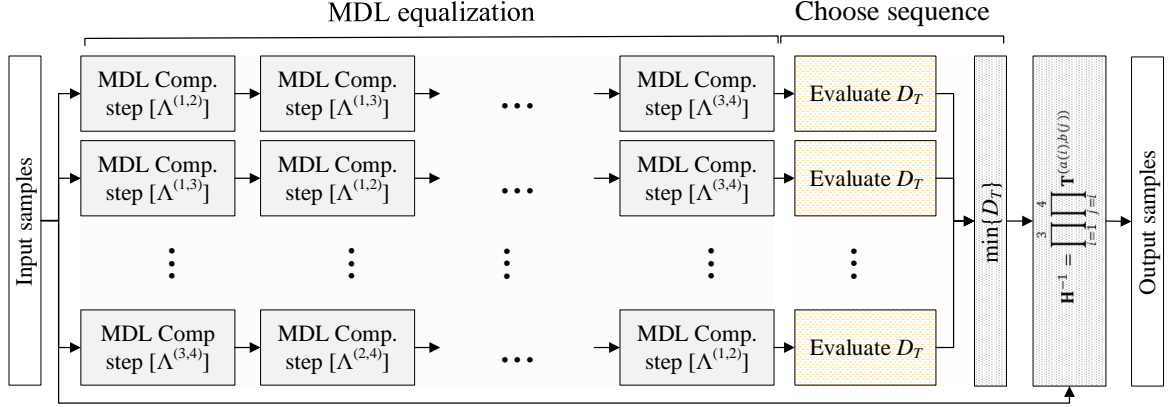 MDL equalization
Choose sequence
Input samples
MDL Comp.
step [Λ^(1,2)]
MDL Comp.
step [Λ^(1,3)]
...
MDL Comp.
step [Λ^(3,4)]
Evaluate D_T
MDL Comp.
step [Λ^(1,3)]
MDL Comp.
step [Λ^(1,2)]
...
MDL Comp.
step [Λ^(3,4)]
Evaluate D_T
MDL Comp
step [Λ^(3,4)]
MDL Comp.
step [Λ^(2,4)]
...
MDL Comp.
step [Λ^(1,2)]
Evaluate D_T
min{D_T}
H^−1 = ∏_{i=1}^{3} ∏_{j=i}^{4} T^(a(i),b(j))
Output samples